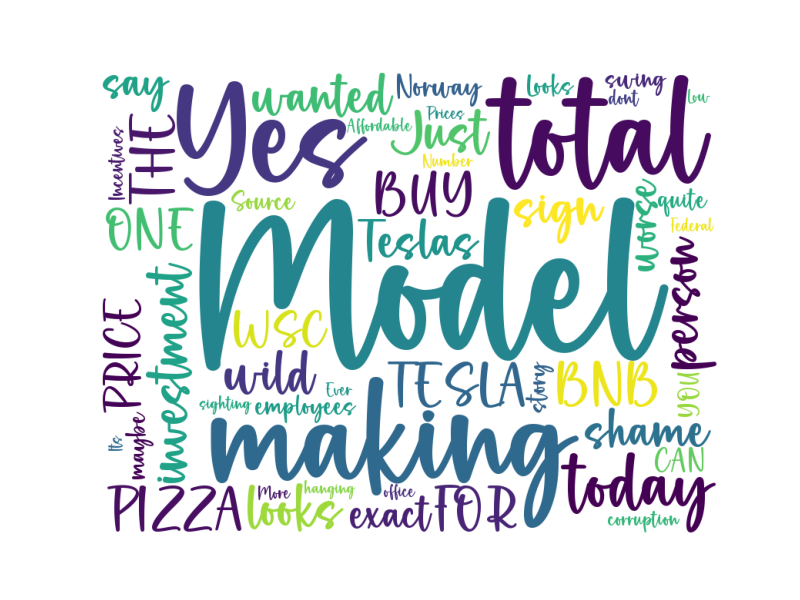 say
Yes
wanted
Norway
Looks
swing
dont
Low
total
Incentives
THE
Affordable
Prices
Just
Number
BUY
Source
sign
worse
quite
Federal
ONE
Teslas
Model
person
investment
PRICE
WSC
wild
TESLA
story
BNB
YOU
Ever
sighting
employees
Its
maybe
making
shame
CAN
today
PIZZA
More
hanging
looks
office
exact
FOR
corruption